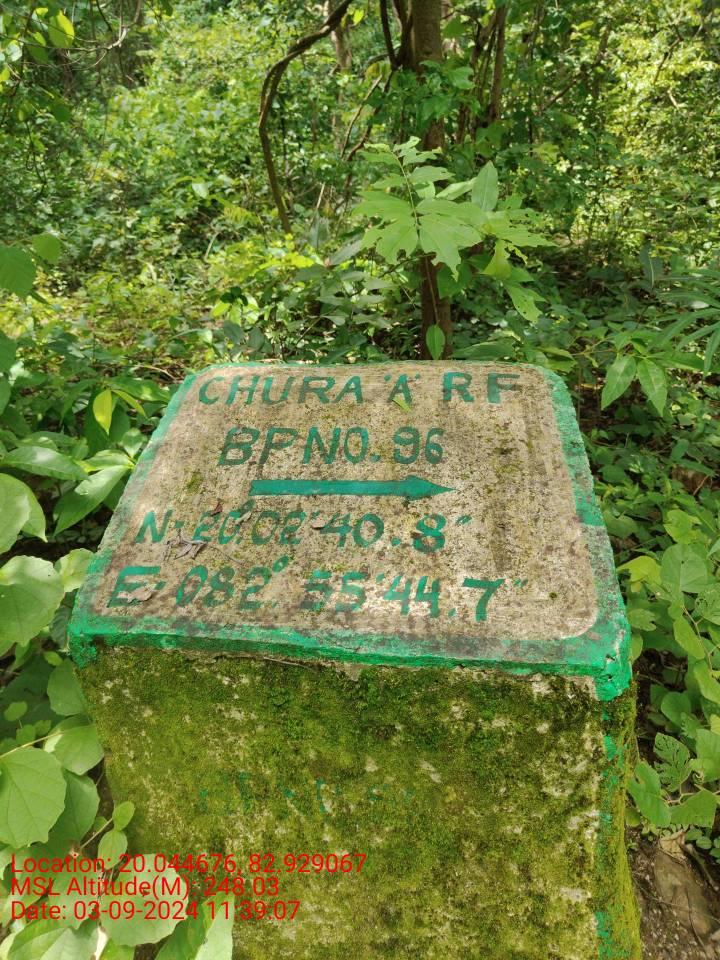 CHURA 'A' RF
BP NO. 96
N- 20°02'40.8"
E- 082° 55'44.7"
Location: 20.044676, 82.929067
MSL Altitude(M): 248.03
Date: 03-09-2024 11:39:07